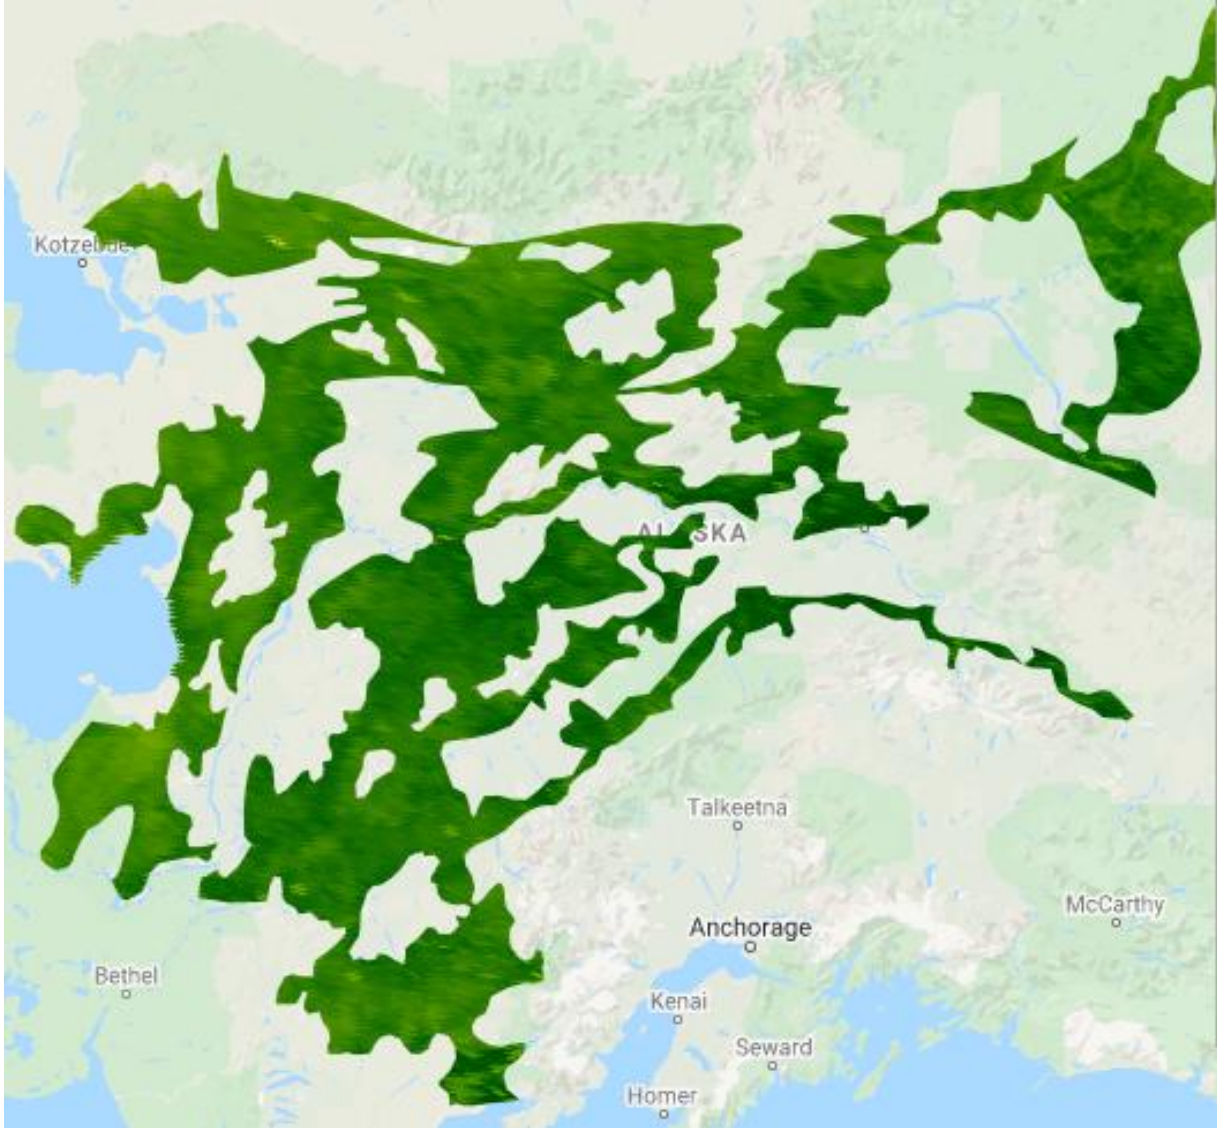 Kotzebue
ALASKA
Talkeetna
McCarthy
Anchorage
Bethel
Kenai
Seward
Homer